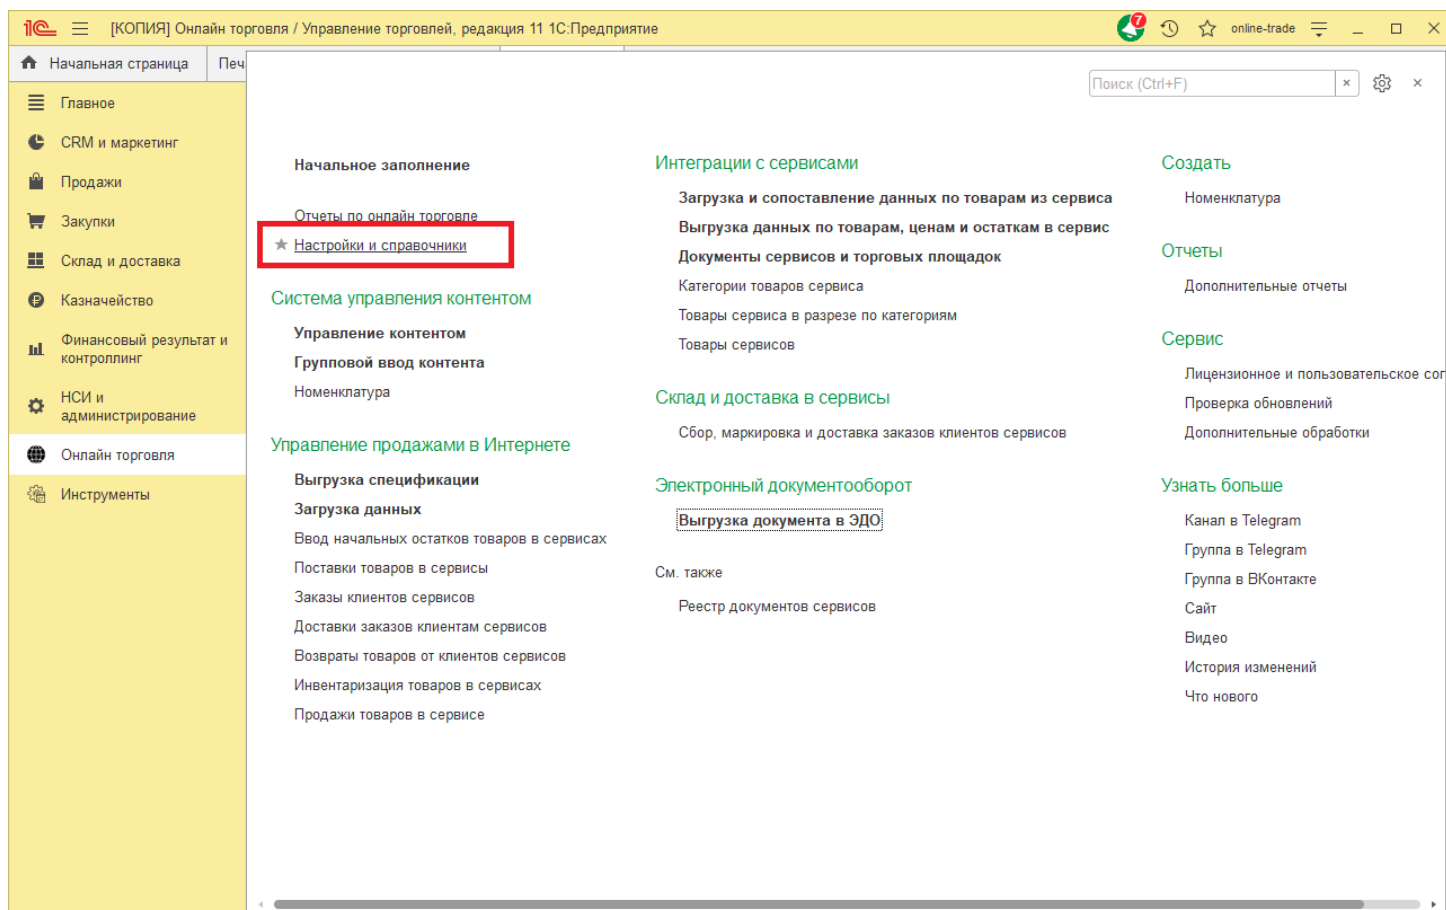 1С
[КОПИЯ] Онлайн торговля / Управление торговлей, редакция 11 1С:Предприятие
7
online-trade
Начальная страница
Печ
Поиск (Ctrl+F)
Главное
CRM и маркетинг
Продажи
Закупки
Склад и доставка
Казначейство
Финансовый результат и
контроллинг
НСИ и
администрирование
Онлайн торговля
Инструменты
Начальное заполнение
Отчеты по онлайн торговле
Настройки и справочники
Система управления контентом
Управление контентом
Групповой ввод контента
Номенклатура
Управление продажами в Интернете
Выгрузка спецификации
Загрузка данных
Ввод начальных остатков товаров в сервисах
Поставки товаров в сервисы
Заказы клиентов сервисов
Доставки заказов клиентам сервисов
Возвраты товаров от клиентов сервисов
Инвентаризация товаров в сервисах
Продажи товаров в сервисе
Интеграции с сервисами
Загрузка и сопоставление данных по товарам из сервиса
Выгрузка данных по товарам, ценам и остаткам в сервис
Документы сервисов и торговых площадок
Категории товаров сервиса
Товары сервиса в разрезе по категориям
Товары сервисов
Склад и доставка в сервисы
Сбор, маркировка и доставка заказов клиентов сервисов
Электронный документооборот
Выгрузка документа в ЭДО
См. также
Реестр документов сервисов
Создать
Номенклатура
Отчеты
Дополнительные отчеты
Сервис
Лицензионное и пользовательское сог
Проверка обновлений
Дополнительные обработки
Узнать больше
Канал в Telegram
Группа в Telegram
Группа в ВКонтакте
Сайт
Видео
История изменений
Что нового